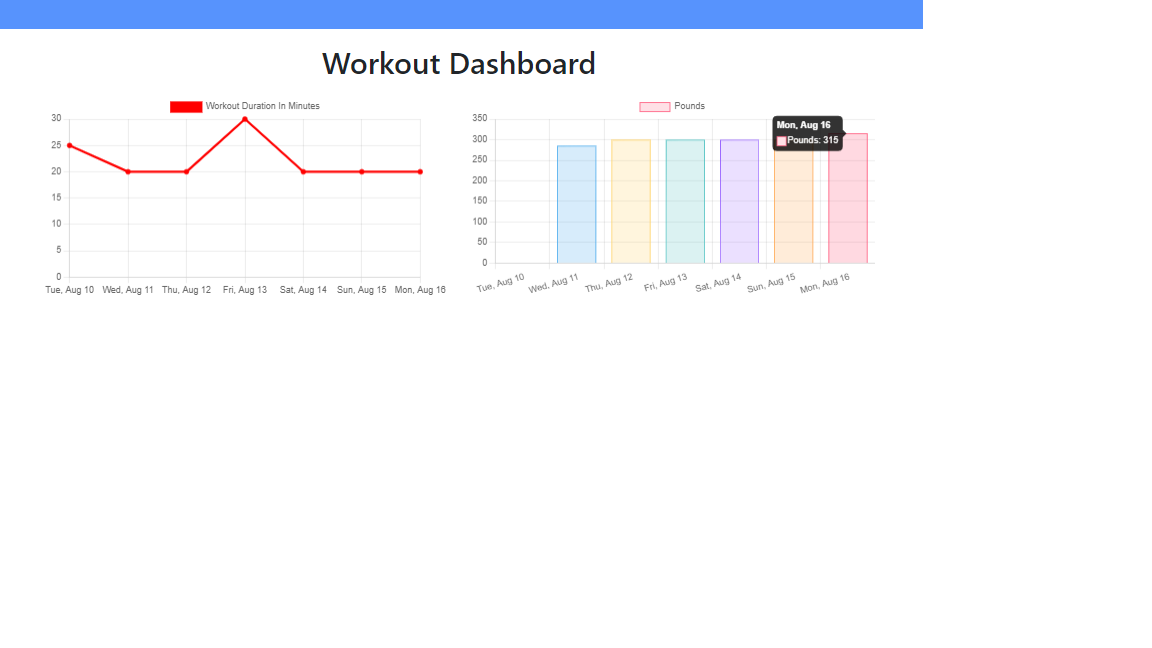 Workout Dashboard
Workout Duration In Minutes
30
25
20
15
10
5
0
Tue, Aug 10 Wed, Aug 11 Thu, Aug 12 Fri, Aug 13 Sat, Aug 14 Sun, Aug 15 Mon, Aug 16
Pounds
350
300
250
200
150
100
50
0
Mon, Aug 16
Pounds: 315
Tue, Aug 10 Wed, Aug 11 Thu, Aug 12 Fri, Aug 13 Sat, Aug 14 Sun, Aug 15 Mon, Aug 16